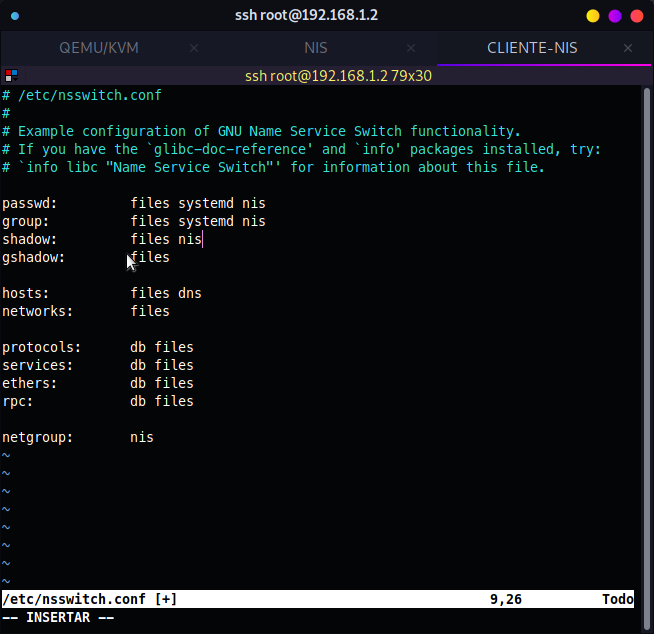 ssh root@192.168.1.2
QEMU/KVM × NIS × CLIENTE-NIS ×
ssh root@192.168.1.2 79x30
# /etc/nsswitch.conf
#
# Example configuration of GNU Name Service Switch functionality.
# If you have the `glibc-doc-reference' and `info' packages installed, try:
# `info libc "Name Service Switch"' for information about this file.
passwd:         files systemd nis
group:          files systemd nis
shadow:         files nis
gshadow:        files
hosts:          files dns
networks:       files
protocols:      db files
services:       db files
ethers:         db files
rpc:            db files
netgroup:       nis
~
~
~
~
~
~
~
~
/etc/nsswitch.conf [+] 9,26 Todo
-- INSERTAR --